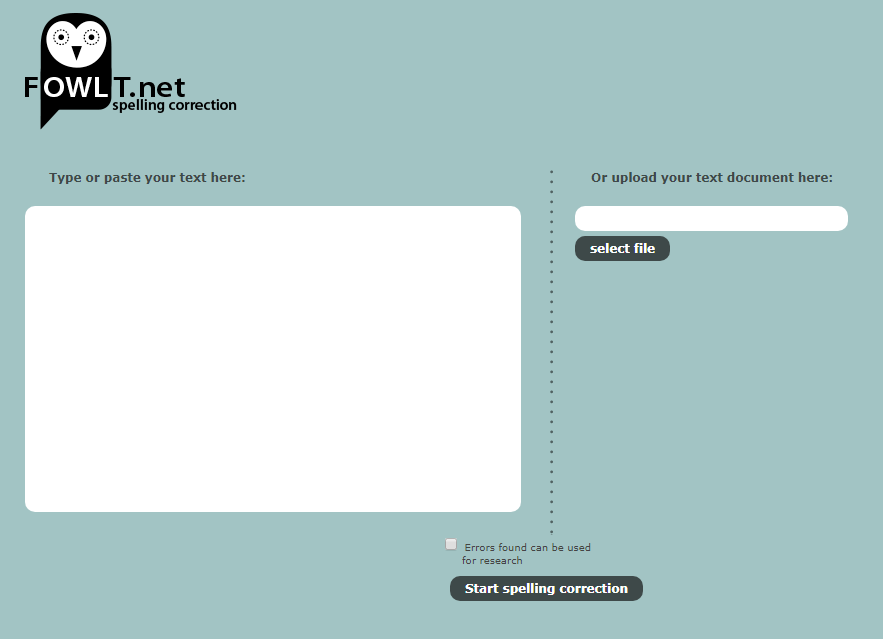 FOWLT.net
spelling correction
Type or paste your text here:
Or upload your text document here:
select file
Errors found can be used
for research
Start spelling correction